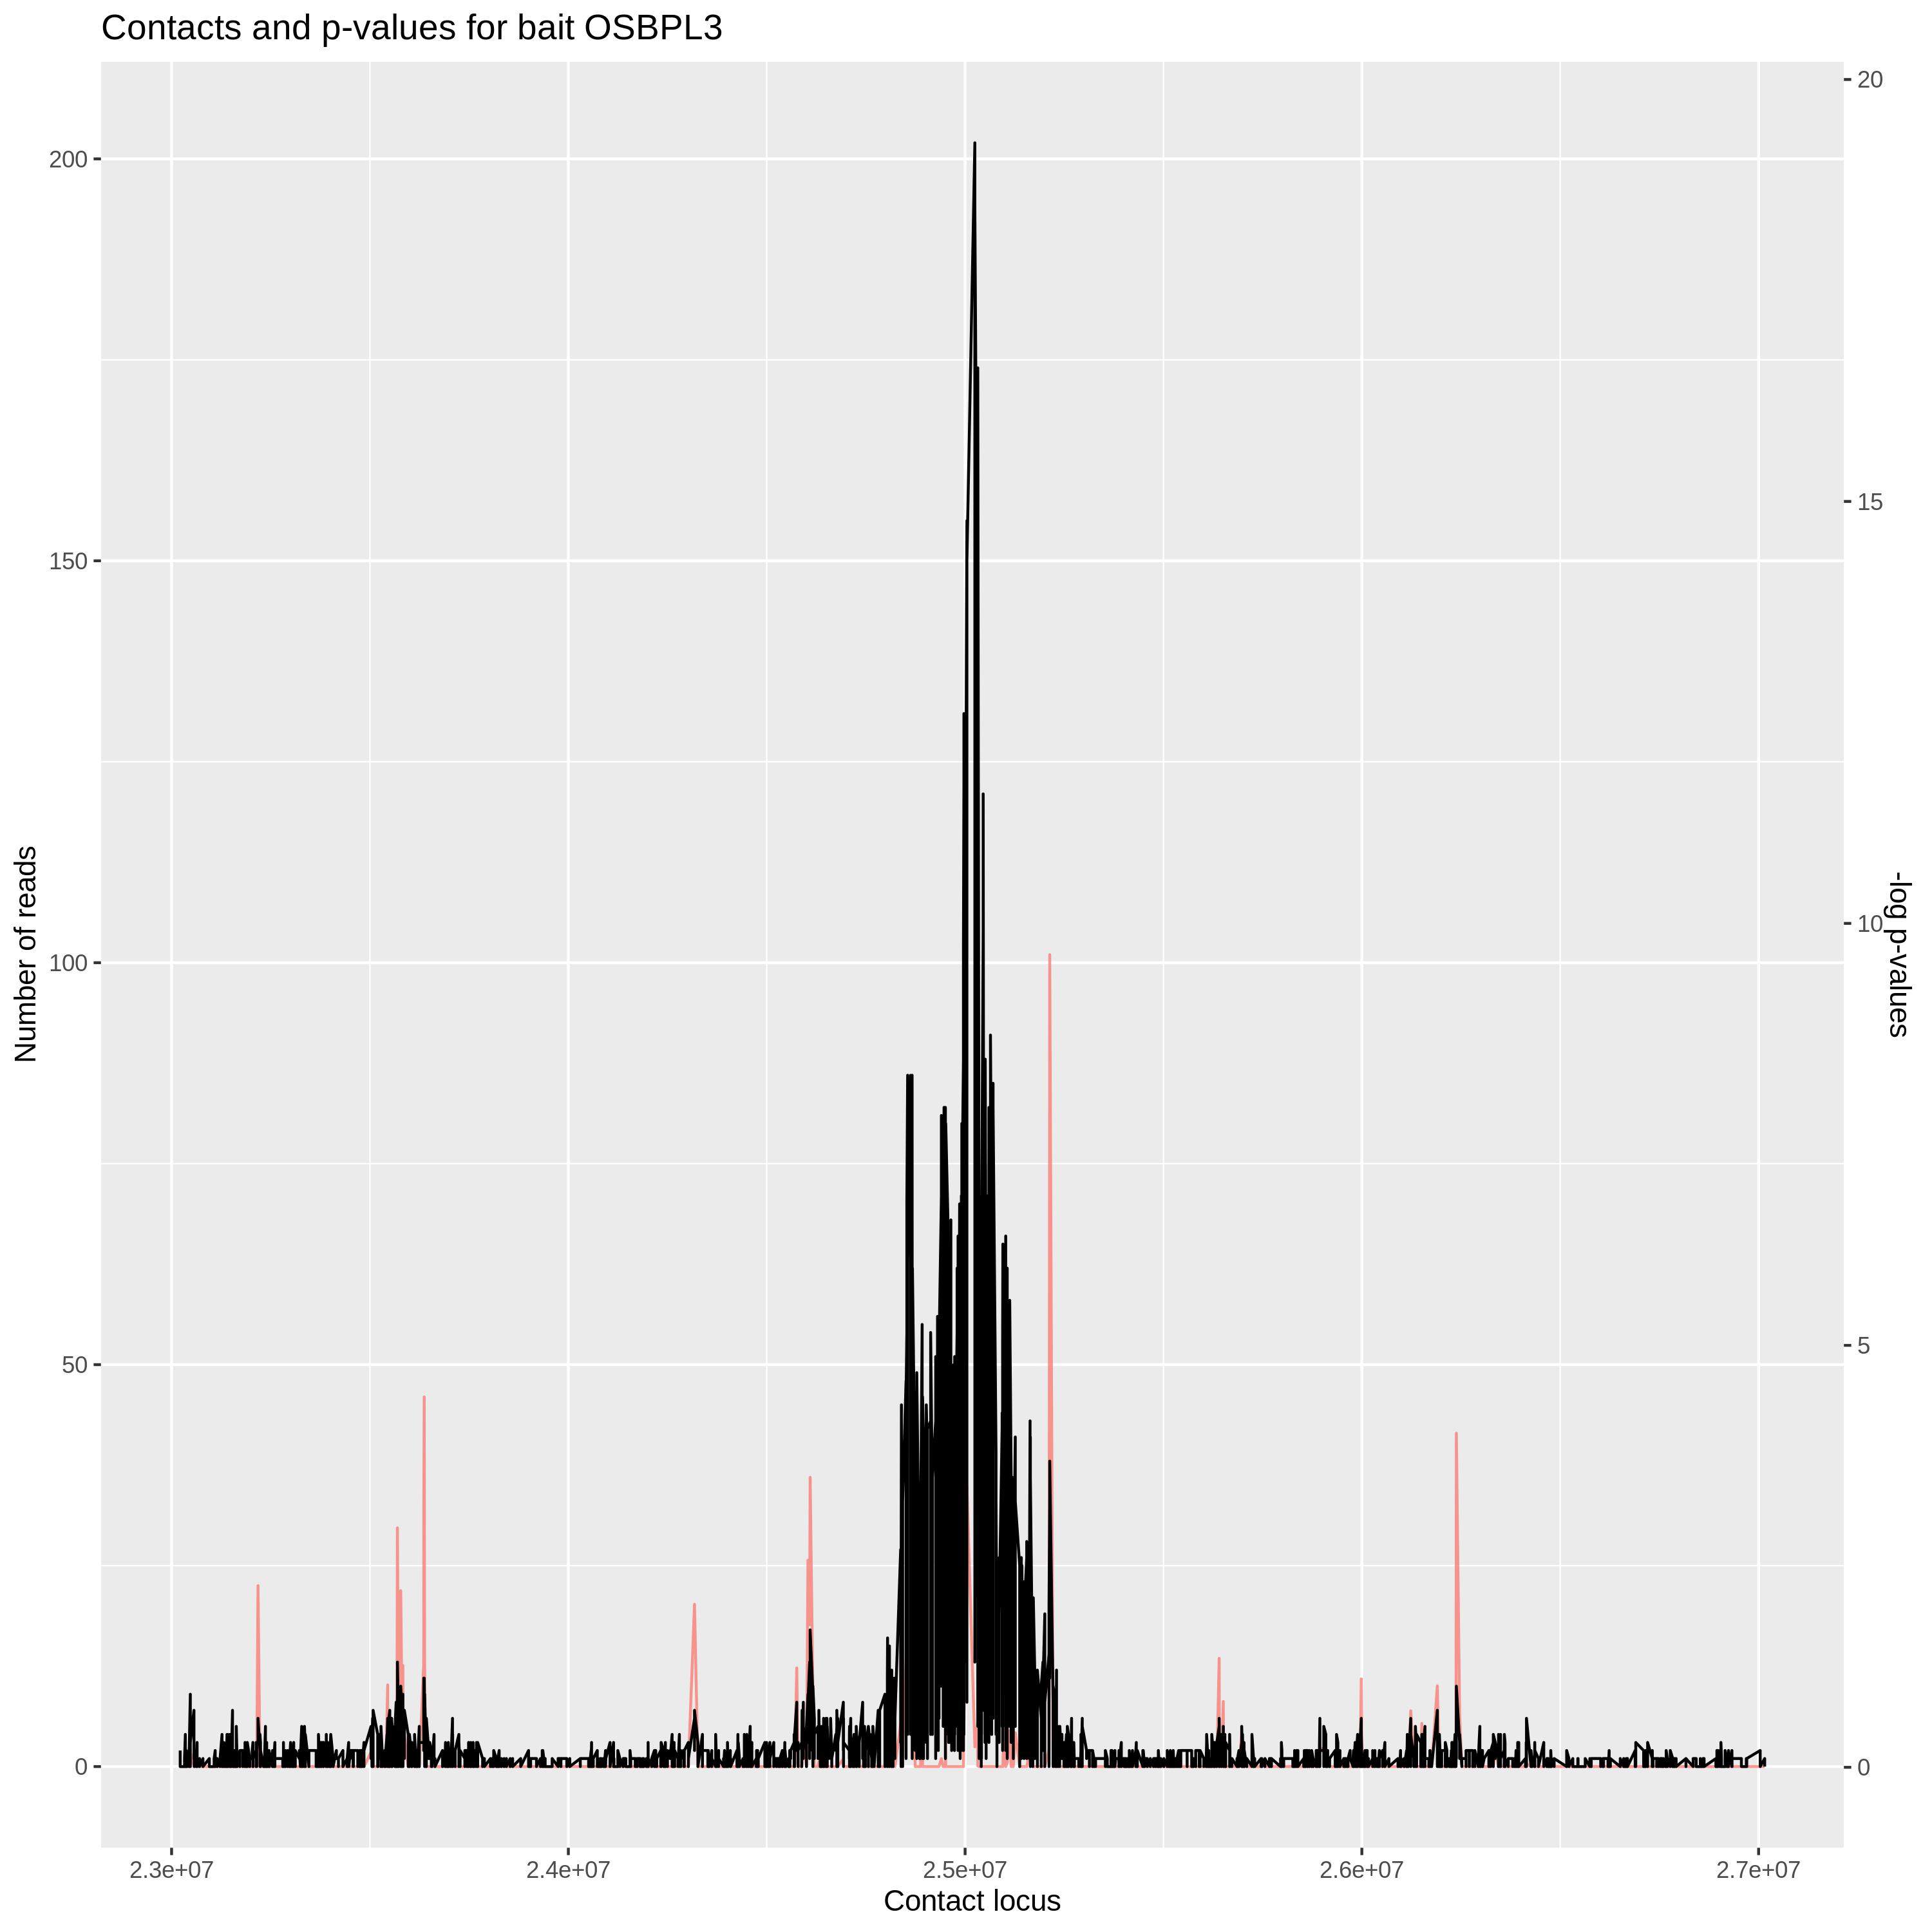 Contacts and p-values for bait OSBPL3
Number of reads
200
150
100
50
0
20
15
10
5
0
-log p-values
2.3e+07 2.4e+07 2.5e+07 2.6e+07 2.7e+07
Contact locus